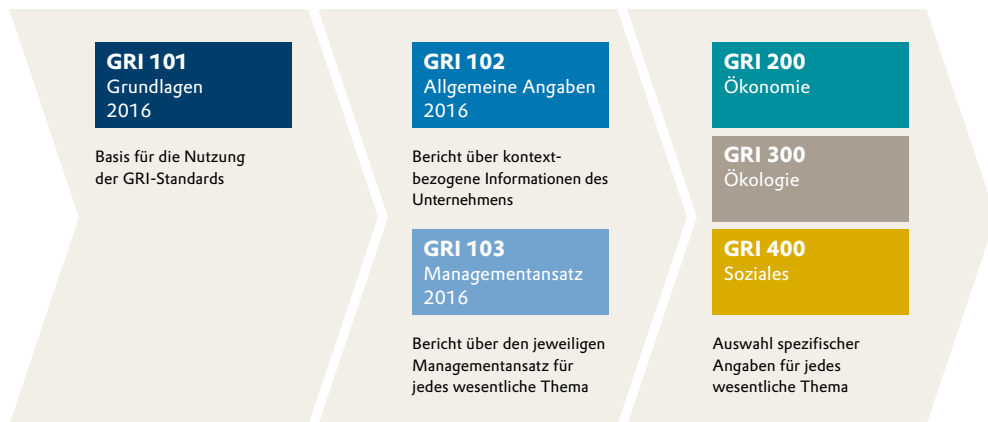 GRI 101
Grundlagen
2016
Basis für die Nutzung
der GRI-Standards
GRI 102
Allgemeine Angaben
2016
Bericht über kontext-
bezogene Informationen des
Unternehmens
GRI 103
Managementansatz
2016
Bericht über den jeweiligen
Managementansatz für
jedes wesentliche Thema
GRI 200
Ökonomie
GRI 300
Ökologie
GRI 400
Soziales
Auswahl spezifischer
Angaben für jedes
wesentliche Thema